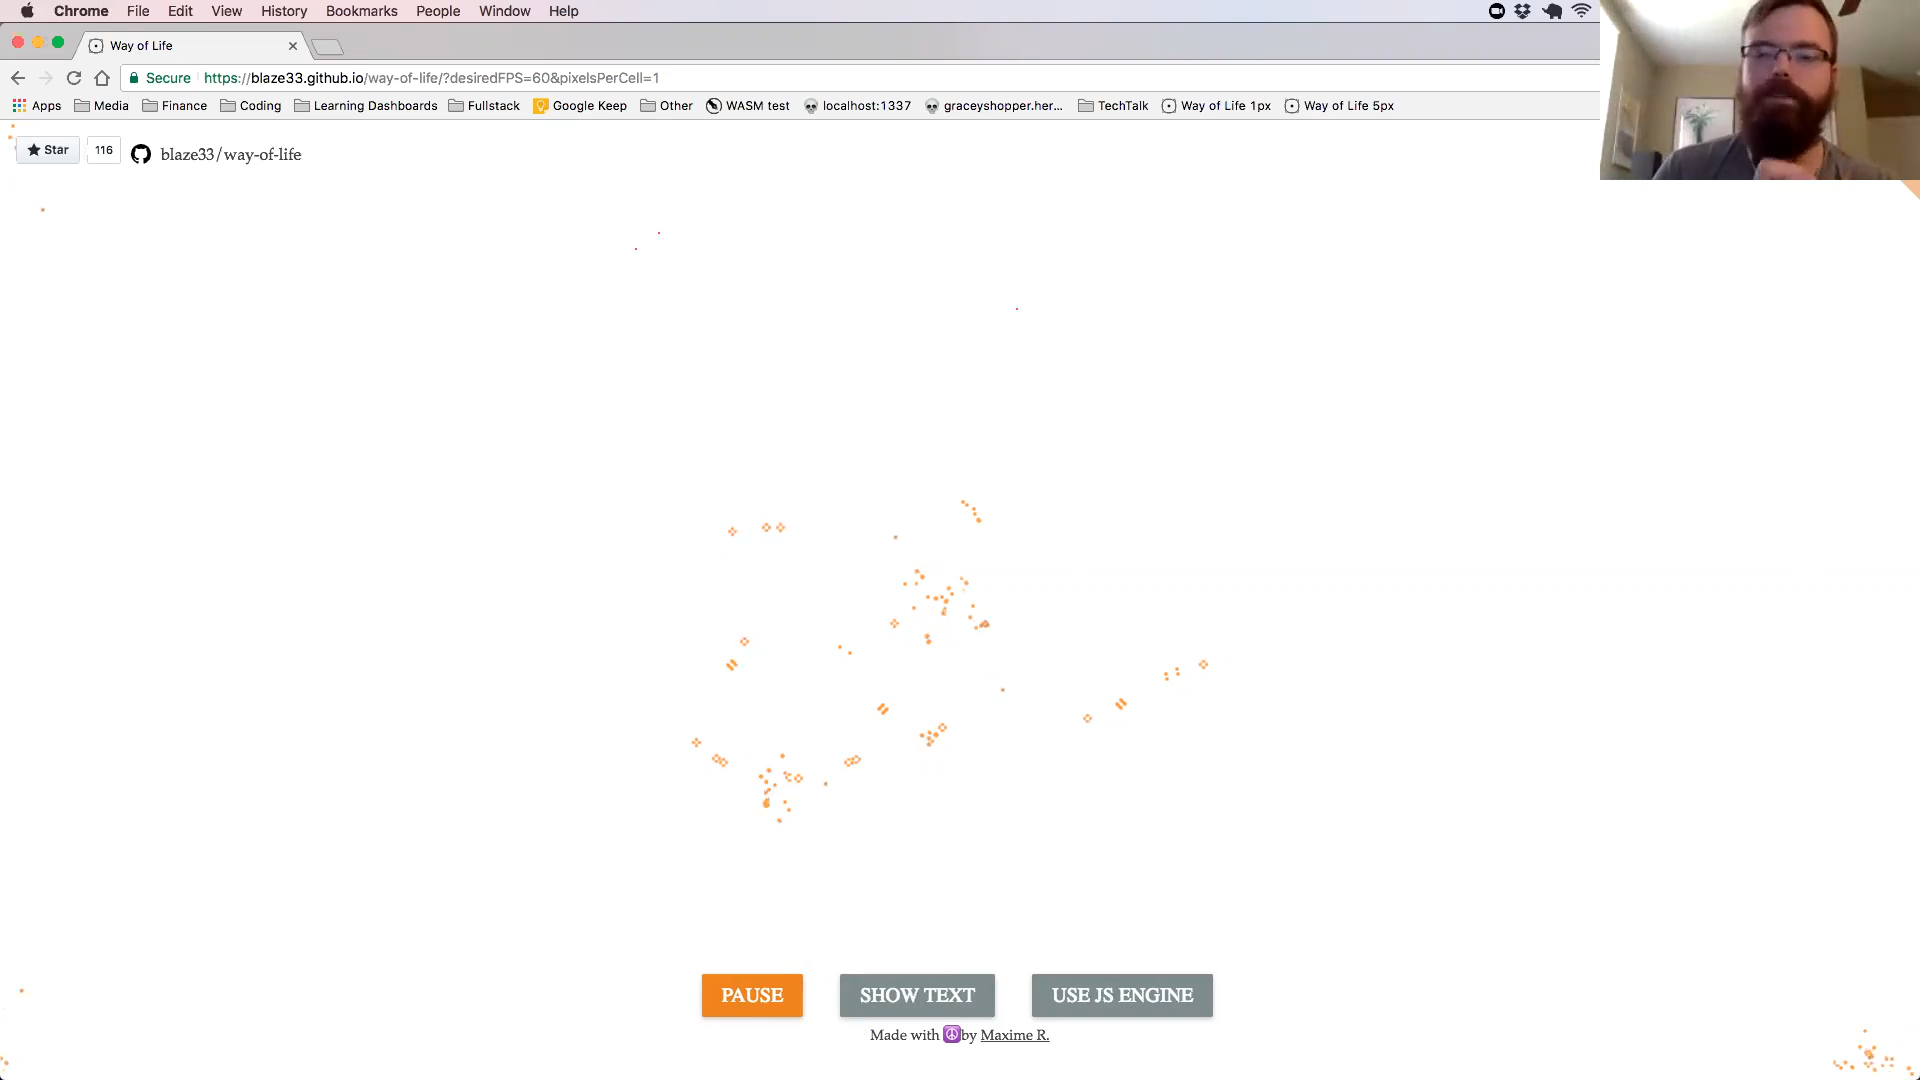 Chrome File Edit View History Bookmarks People Window Help
Way of Life
Secure https://blaze33.github.io/way-of-life/?desiredFPS=60&pixelsPerCell=1
Apps Media Finance Coding Learning Dashboards Fullstack Google Keep Other WASM test localhost:1337 graceyshopper.her... TechTalk Way of Life 1px Way of Life 5px
Star 116 blaze33/way-of-life
PAUSE SHOW TEXT USE JS ENGINE
Made with ☮by Maxime R.